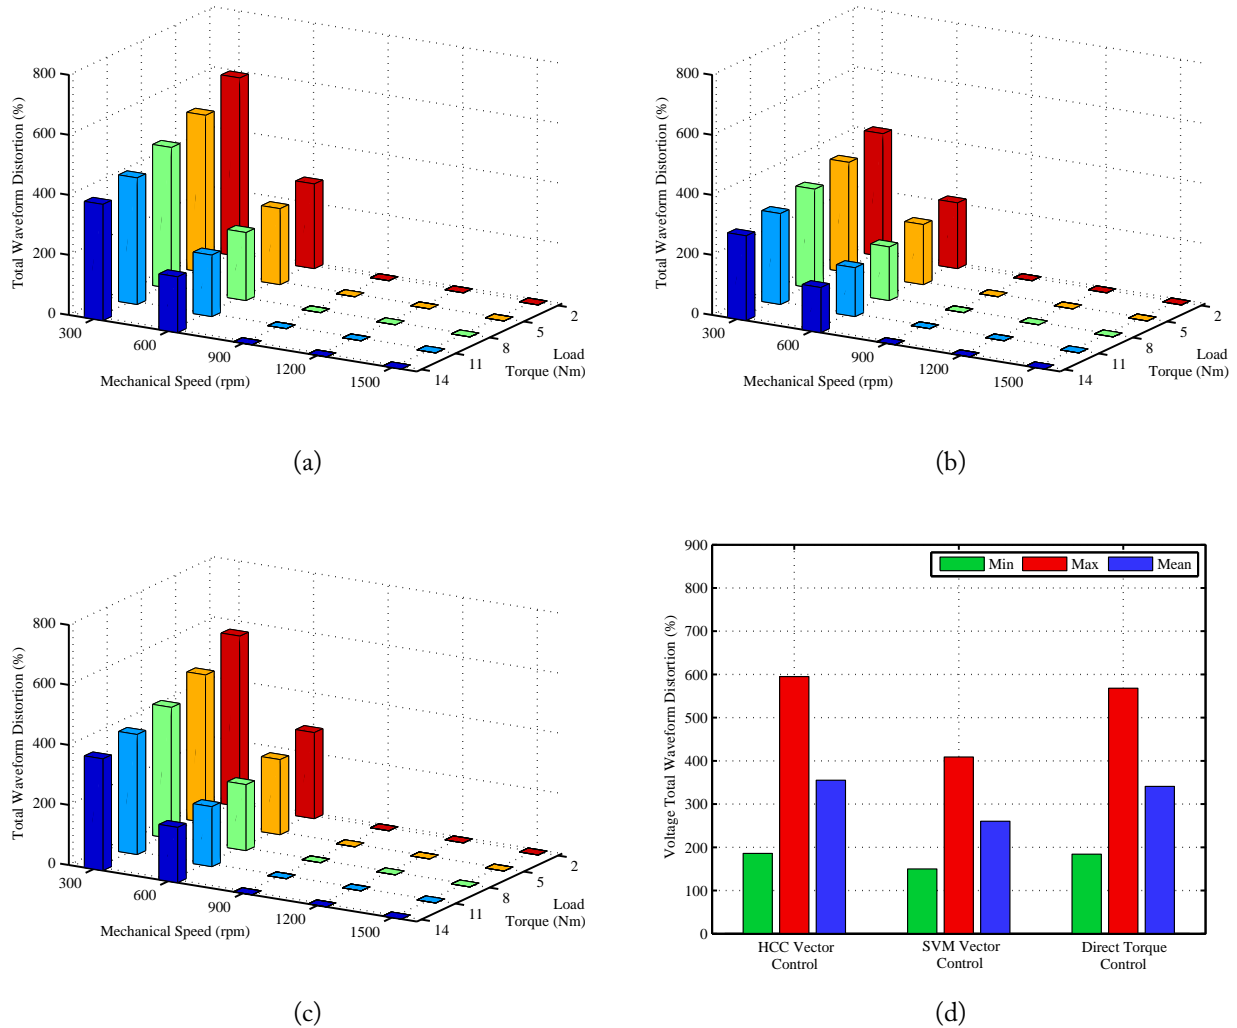 800
600
400
200
0
Total Waveform Distortion (%)
300
600
900
1200
1500
Mechanical Speed (rpm)
2
5
8
11
14
Load
Torque (Nm)
(a)
800
600
400
200
0
Total Waveform Distortion (%)
300
600
900
1200
1500
Mechanical Speed (rpm)
2
5
8
11
14
Load
Torque (Nm)
(b)
800
600
400
200
0
Total Waveform Distortion (%)
300
600
900
1200
1500
Mechanical Speed (rpm)
2
5
8
11
14
Load
Torque (Nm)
(c)
900
800
700
600
500
400
300
200
100
0
Voltage Total Waveform Distortion (%)
Min Max Mean
HCC Vector
Control
SVM Vector
Control
Direct Torque
Control
(d)